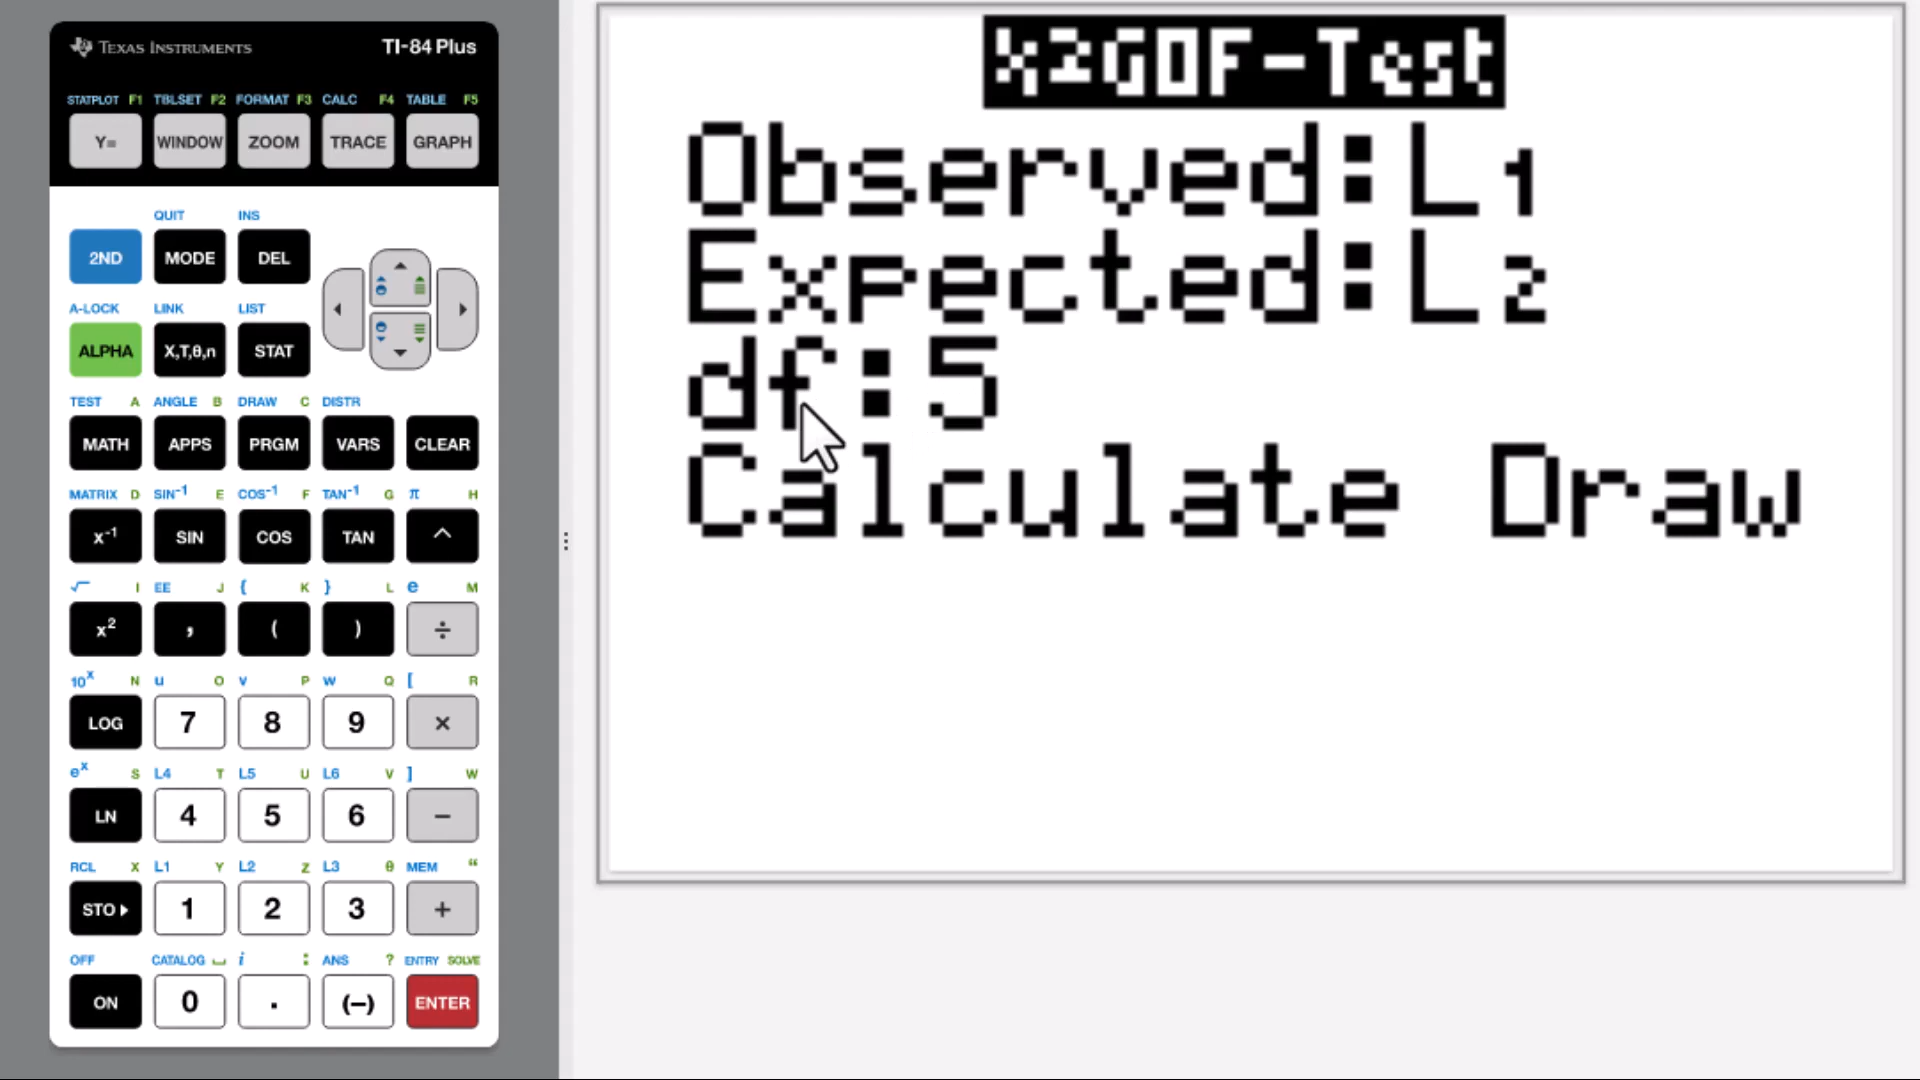 TEXAS INSTRUMENTS TI-84 Plus
STATPLOT F1 TBLSET F2 FORMAT F3 CALC F4 TABLE F5
Y= WINDOW ZOOM TRACE GRAPH
QUIT INS
2ND MODE DEL
A-LOCK LINK LIST
ALPHA X,T,θ,n STAT
TEST A ANGLE B DRAW C DISTR
MATH APPS PRGM VARS CLEAR
MATRIX D SIN⁻¹ E COS⁻¹ F TAN⁻¹ G π H
x⁻¹ SIN COS TAN ^
√ I EE J { K } L e M
x² , ( ) ÷
10ˣ N u O v P w Q [ R
LOG 7 8 9 ×
eˣ S L4 T L5 U L6 V ] W
LN 4 5 6 −
RCL X L1 Y L2 Z L3 θ MEM “
STO▸ 1 2 3 +
OFF CATALOG ⎵ i : ANS ? ENTRY SOLVE
ON 0 . (−) ENTER
χ²GOF-Test
Observed:L1
Expected:L2
df:5
Calculate Draw